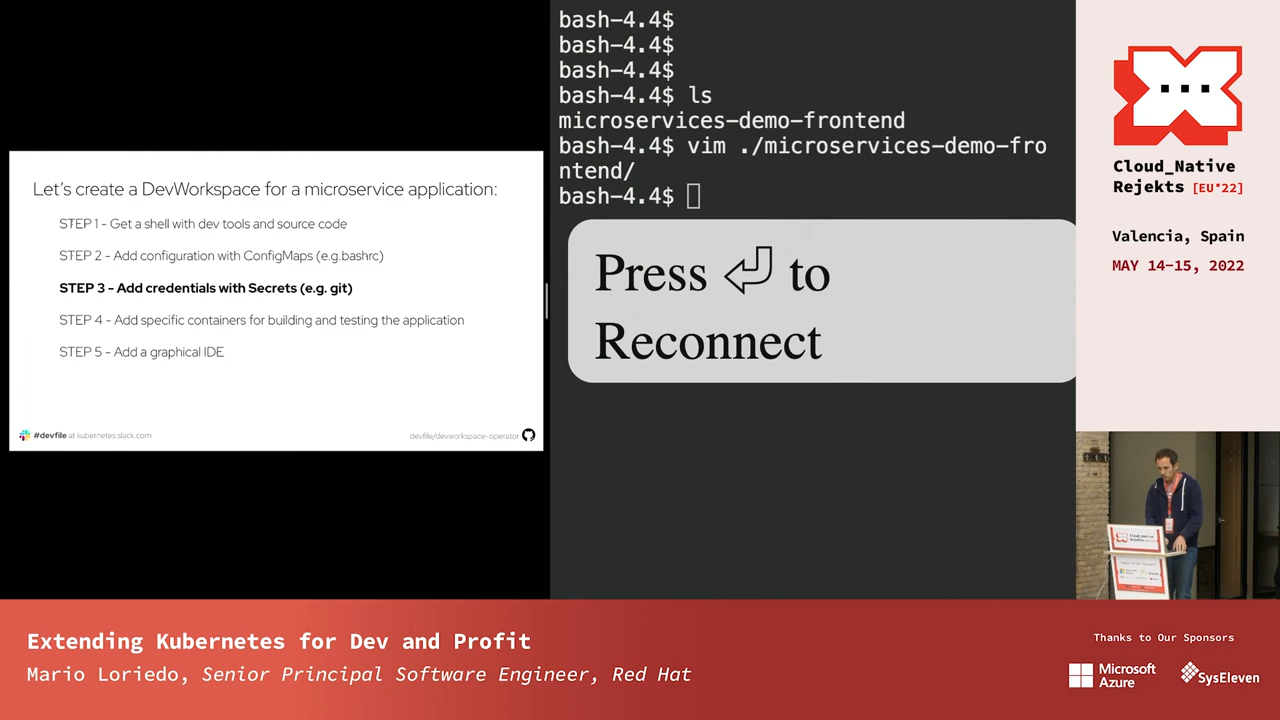 Let's create a DevWorkspace for a microservice application:
STEP 1 - Get a shell with dev tools and source code
STEP 2 - Add configuration with ConfigMaps (e.g.bashrc)
STEP 3 - Add credentials with Secrets (e.g. git)
STEP 4 - Add specific containers for building and testing the application
STEP 5 - Add a graphical IDE
#devfile at kubernetes.slack.com
devfile/devworkspace-operator
bash-4.4$
bash-4.4$
bash-4.4$
bash-4.4$ ls
microservices-demo-frontend
bash-4.4$ vim ./microservices-demo-fro
ntend/
bash-4.4$
Press ⏎ to
Reconnect
Cloud_Native
Rejekts [EU*22]
Valencia, Spain
MAY 14-15, 2022
Extending Kubernetes for Dev and Profit
Mario Loriedo, Senior Principal Software Engineer, Red Hat
Thanks to Our Sponsors
Microsoft
Azure
SysEleven